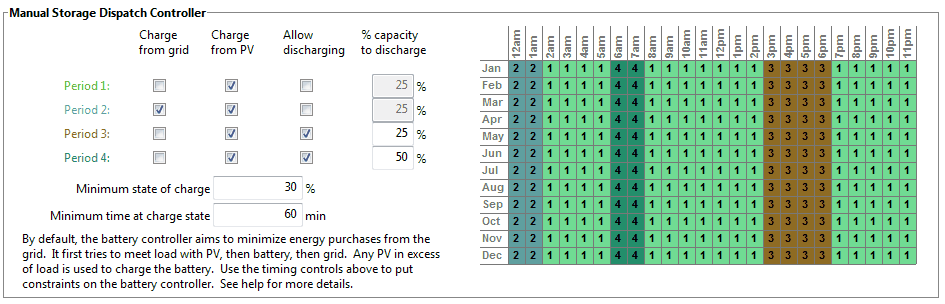 Manual Storage Dispatch Controller
Charge from grid Charge from PV Allow discharging % capacity to discharge
Period 1: 25 %
Period 2: 25 %
Period 3: 25 %
Period 4: 50 %
Minimum state of charge 30 %
Minimum time at charge state 60 min
By default, the battery controller aims to minimize energy purchases from the
grid. It first tries to meet load with PV, then battery, then grid. Any PV in excess
of load is used to charge the battery. Use the timing controls above to put
constraints on the battery controller. See help for more details.
12am 1am 2am 3am 4am 5am 6am 7am 8am 9am 10am 11am 12pm 1pm 2pm 3pm 4pm 5pm 6pm 7pm 8pm 9pm 10pm 11pm
Jan 2 2 1 1 1 1 4 4 1 1 1 1 1 1 1 3 3 3 3 1 1 1 1 1
Feb 2 2 1 1 1 1 4 4 1 1 1 1 1 1 1 3 3 3 3 1 1 1 1 1
Mar 2 2 1 1 1 1 4 4 1 1 1 1 1 1 1 3 3 3 3 1 1 1 1 1
Apr 2 2 1 1 1 1 4 4 1 1 1 1 1 1 1 3 3 3 3 1 1 1 1 1
May 2 2 1 1 1 1 4 4 1 1 1 1 1 1 1 3 3 3 3 1 1 1 1 1
Jun 2 2 1 1 1 1 4 4 1 1 1 1 1 1 1 3 3 3 3 1 1 1 1 1
Jul 2 2 1 1 1 1 4 4 1 1 1 1 1 1 1 3 3 3 3 1 1 1 1 1
Aug 2 2 1 1 1 1 4 4 1 1 1 1 1 1 1 3 3 3 3 1 1 1 1 1
Sep 2 2 1 1 1 1 4 4 1 1 1 1 1 1 1 3 3 3 3 1 1 1 1 1
Oct 2 2 1 1 1 1 4 4 1 1 1 1 1 1 1 3 3 3 3 1 1 1 1 1
Nov 2 2 1 1 1 1 4 4 1 1 1 1 1 1 1 3 3 3 3 1 1 1 1 1
Dec 2 2 1 1 1 1 4 4 1 1 1 1 1 1 1 3 3 3 3 1 1 1 1 1